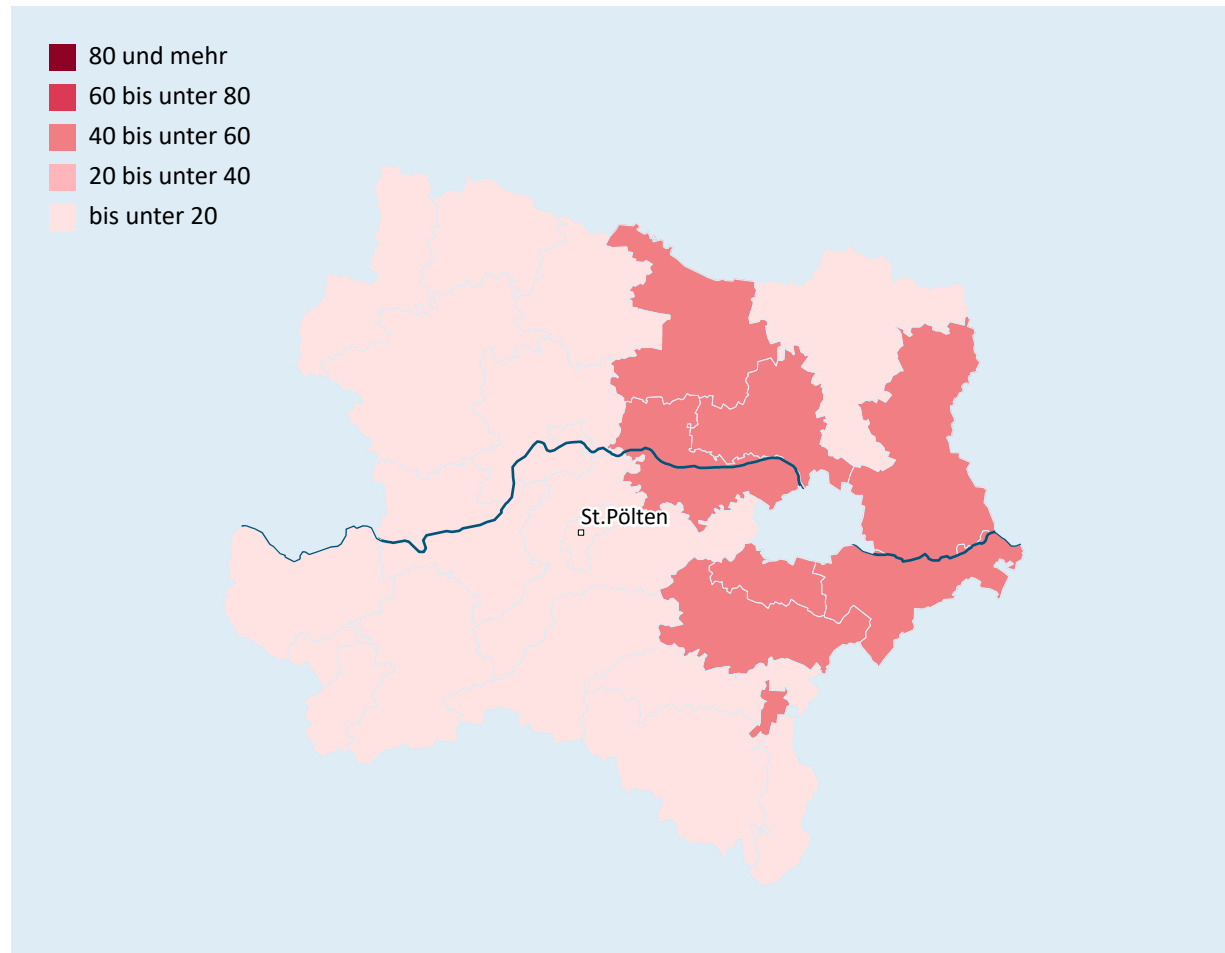 80 und mehr
60 bis unter 80
40 bis unter 60
20 bis unter 40
bis unter 20
St.Pölten